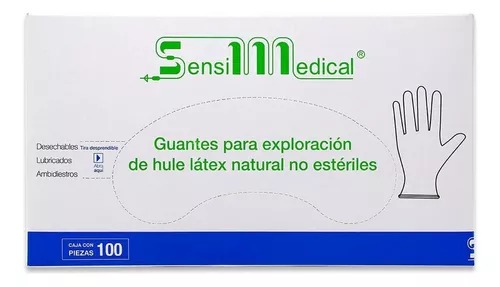 SensiMedical®
Desechables
Lubricados
Ambidiestros
Tira desprendible
Abra
aquí
Guantes para exploración
de hule látex natural no estériles
CAJA CON
PIEZAS 100